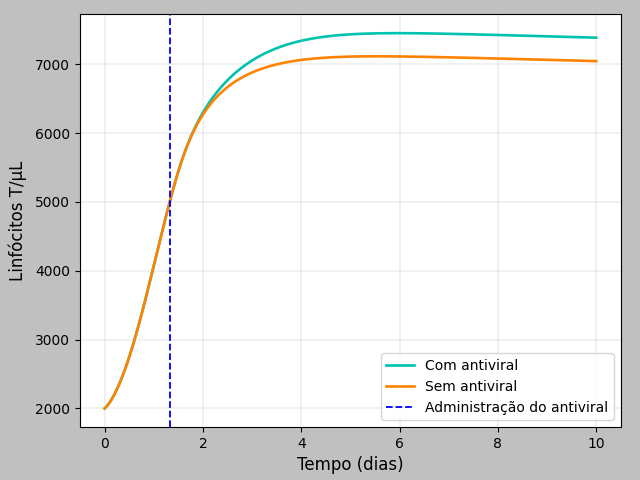 Linfócitos T/µL
7000
6000
5000
4000
3000
2000
0 2 4 6 8 10
Tempo (dias)
Com antiviral
Sem antiviral
Administração do antiviral